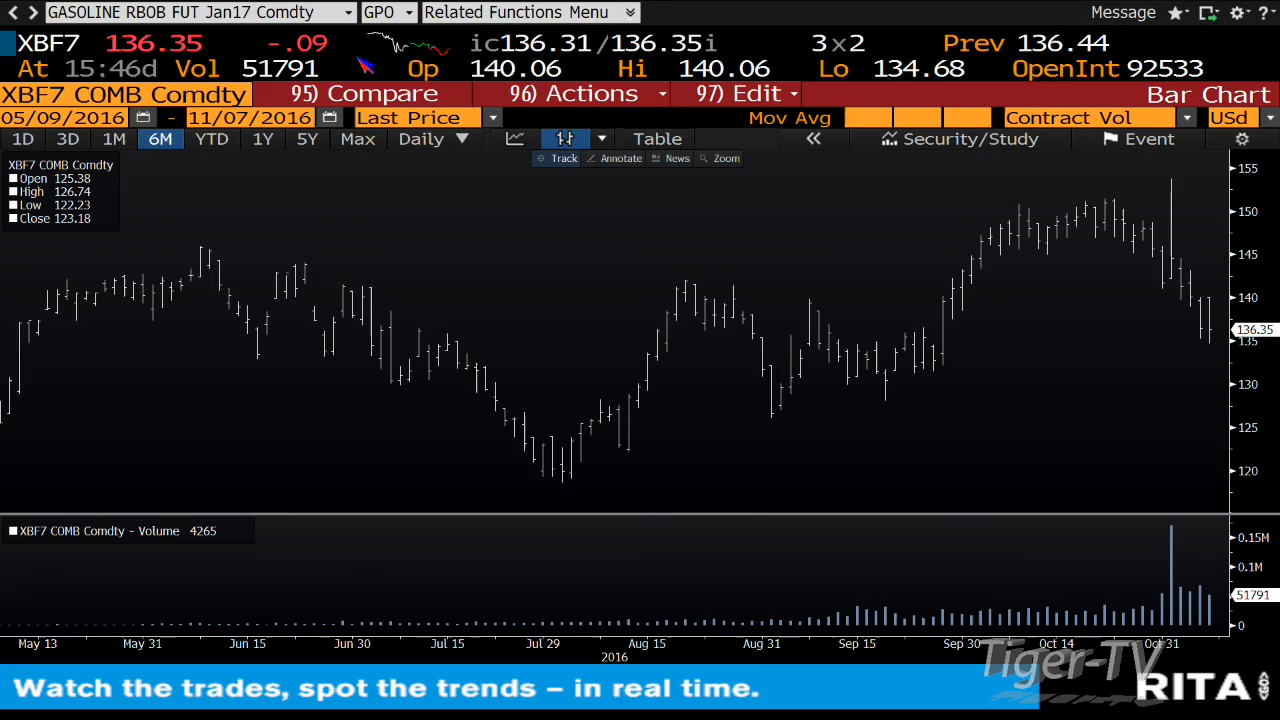 GASOLINE RBOB FUT Jan17 Comdty GPO Related Functions Menu Message ?
XBF7 136.35 -.09 ic136.31/136.35i 3x2 Prev 136.44
At 15:46d Vol 51791 Op 140.06 Hi 140.06 Lo 134.68 OpenInt 92533
XBF7 COMB Comdty 95) Compare 96) Actions 97) Edit Bar Chart
05/09/2016 - 11/07/2016 Last Price Mov Avg Contract Vol USd
1D 3D 1M 6M YTD 1Y 5Y Max Daily Table Security/Study Event
Track Annotate News Zoom
XBF7 COMB Comdty
Open 125.38
High 126.74
Low 122.23
Close 123.18
155
150
145
140
136.35
135
130
125
120
XBF7 COMB Comdty - Volume 4265
0.15M
0.1M
51791
0
May 13 May 31 Jun 15 Jun 30 Jul 15 Jul 29 Aug 15 Aug 31 Sep 15 Sep 30 Oct 14 Oct 31
2016
Tiger-TV
Watch the trades, spot the trends – in real time.
RITA GO